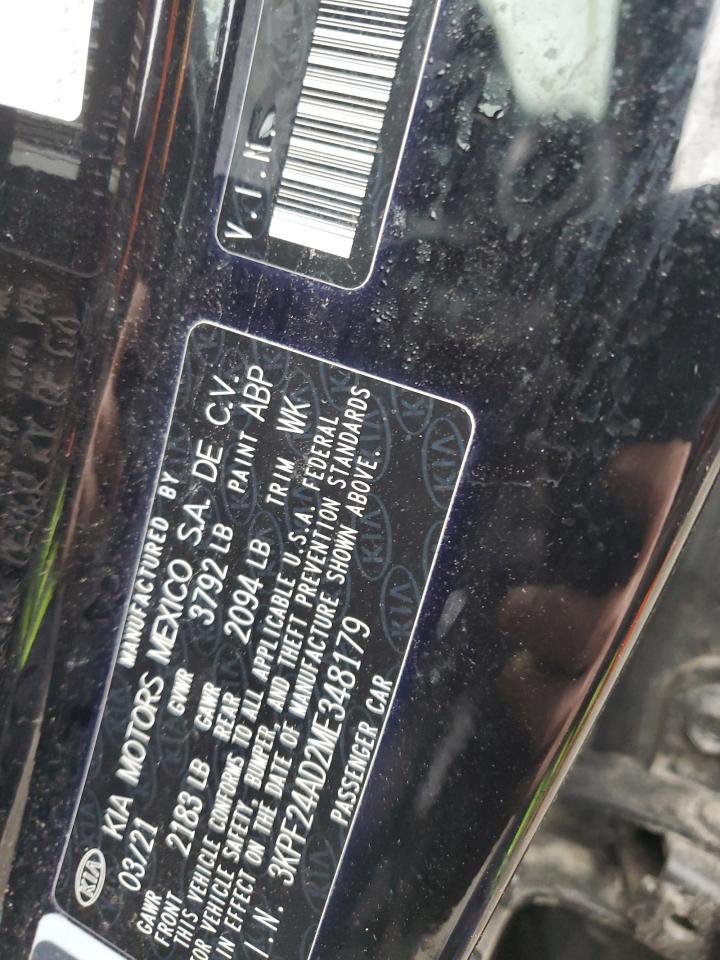 V.I.N.
MANUFACTURED BY
KIA KIA MOTORS MEXICO S.A. DE C.V.
03/21 GVWR 3792 LB PAINT ABP
GAWR FRONT 2183 LB GAWR REAR 2094 LB TRIM WK
THIS VEHICLE CONFORMS TO ALL APPLICABLE U.S.A. FEDERAL
FOR VEHICLE SAFETY, BUMPER AND THEFT PREVENTION STANDARDS
IN EFFECT ON THE DATE OF MANUFACTURE SHOWN ABOVE.
I.N. 3KPF24AD2ME348179
PASSENGER CAR